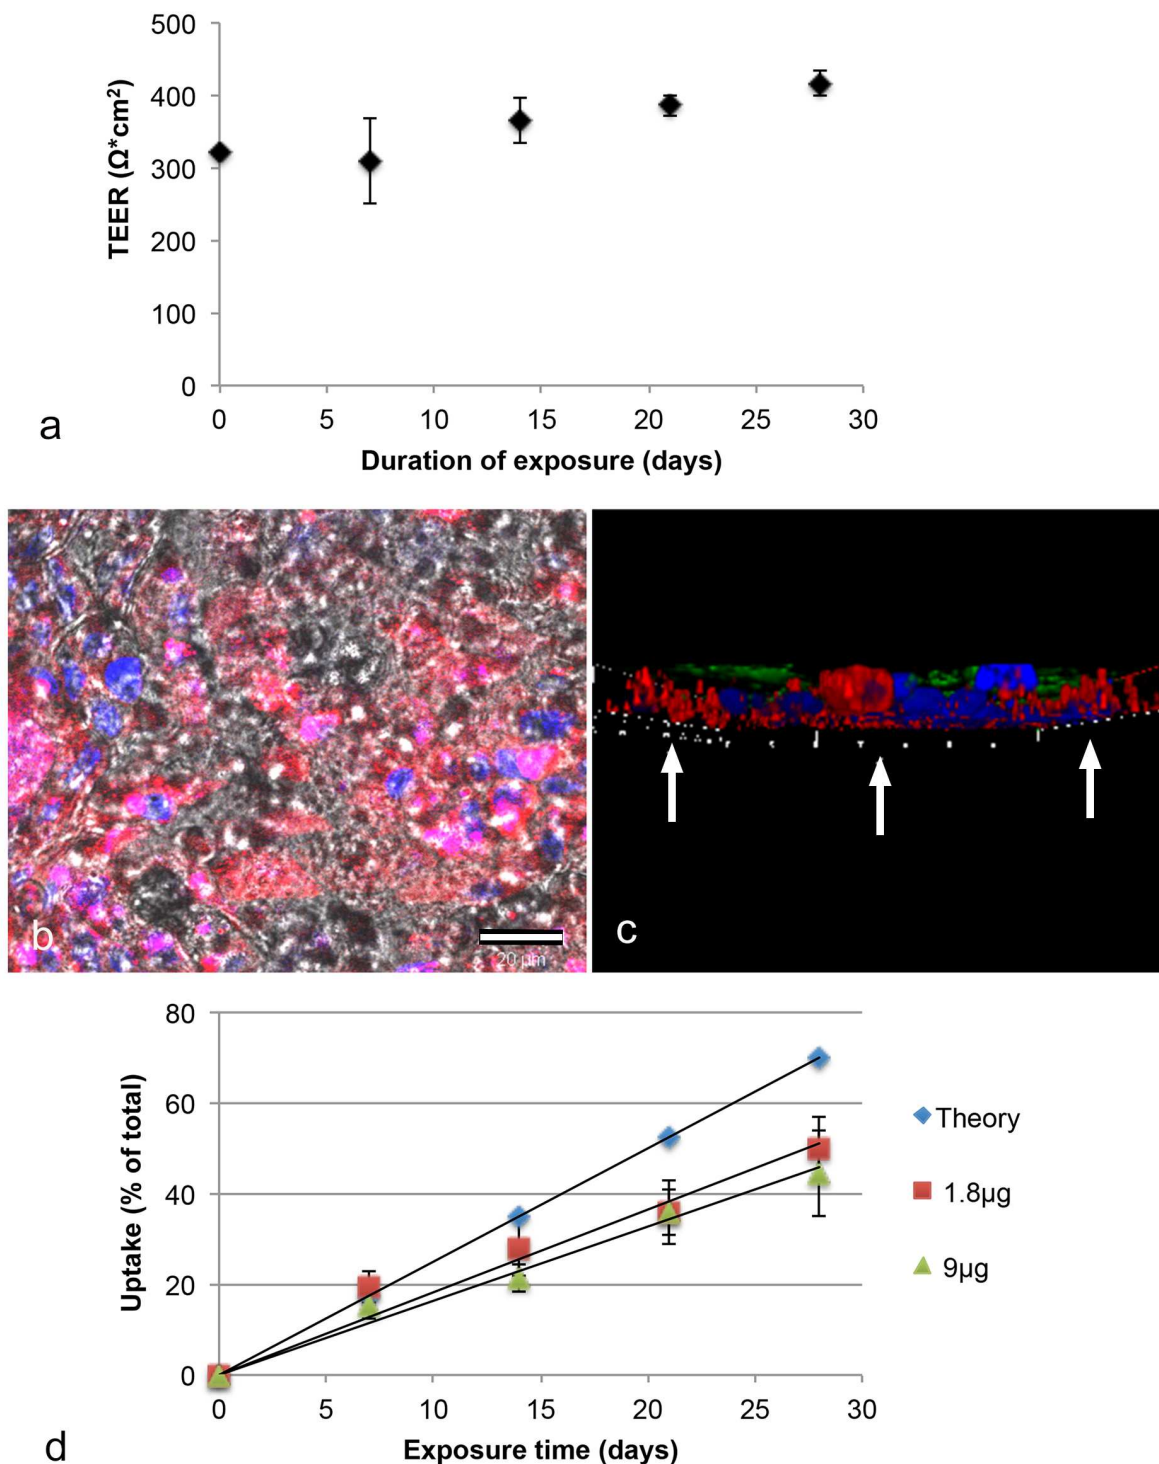 500
400
300
200
100
0
TEER (Ω*cm²)
0 5 10 15 20 25 30
Duration of exposure (days)
a
b
20 µm
c
80
60
40
20
0
Uptake (% of total)
0 5 10 15 20 25 30
Exposure time (days)
Theory
1.8µg
9µg
d